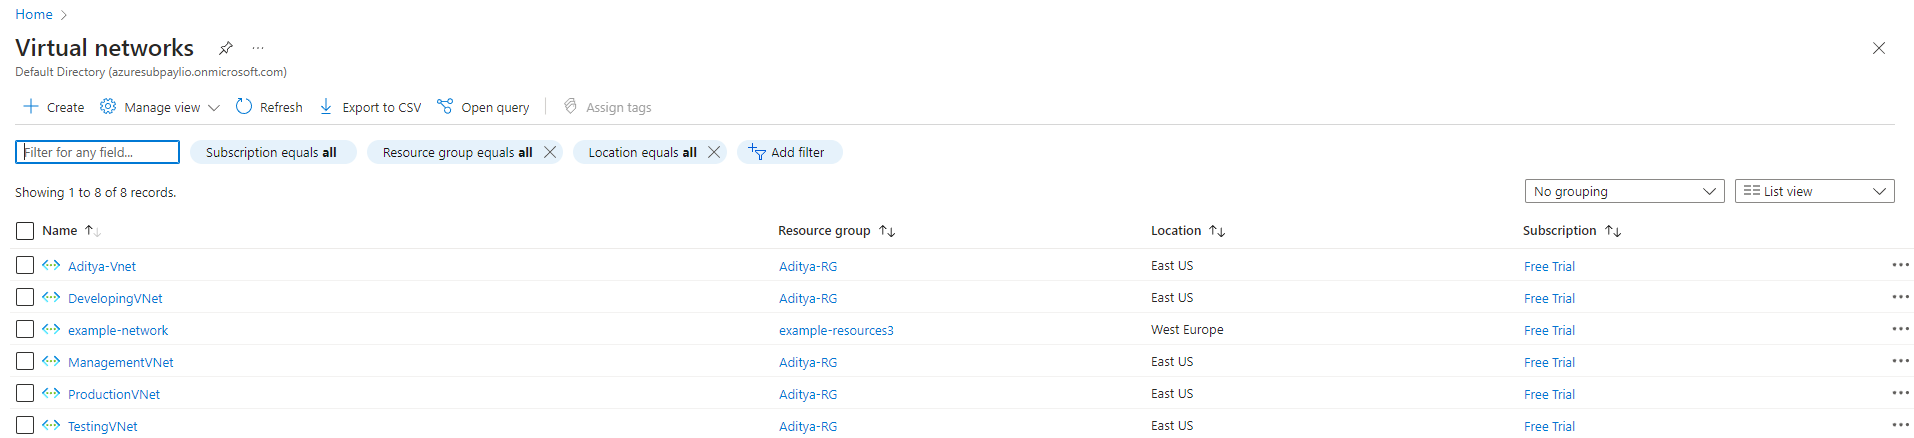 Home
Virtual networks
Default Directory (azuresubpaylio.onmicrosoft.com)
Create Manage view Refresh Export to CSV Open query Assign tags
Filter for any field... Subscription equals all Resource group equals all Location equals all Add filter
Showing 1 to 8 of 8 records. No grouping List view
Name Resource group Location Subscription
Aditya-Vnet Aditya-RG East US Free Trial
DevelopingVNet Aditya-RG East US Free Trial
example-network example-resources3 West Europe Free Trial
ManagementVNet Aditya-RG East US Free Trial
ProductionVNet Aditya-RG East US Free Trial
TestingVNet Aditya-RG East US Free Trial